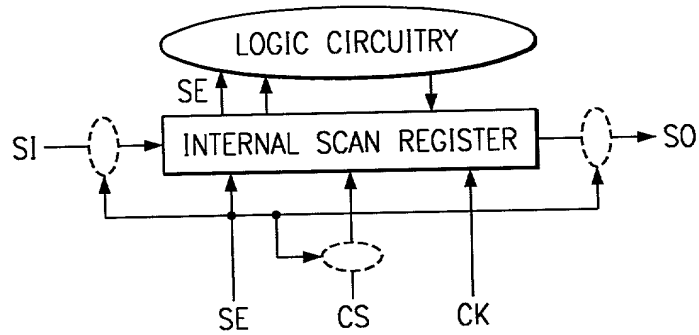 LOGIC CIRCUITRY
SE
SI
INTERNAL SCAN REGISTER
SO
SE
CS
CK